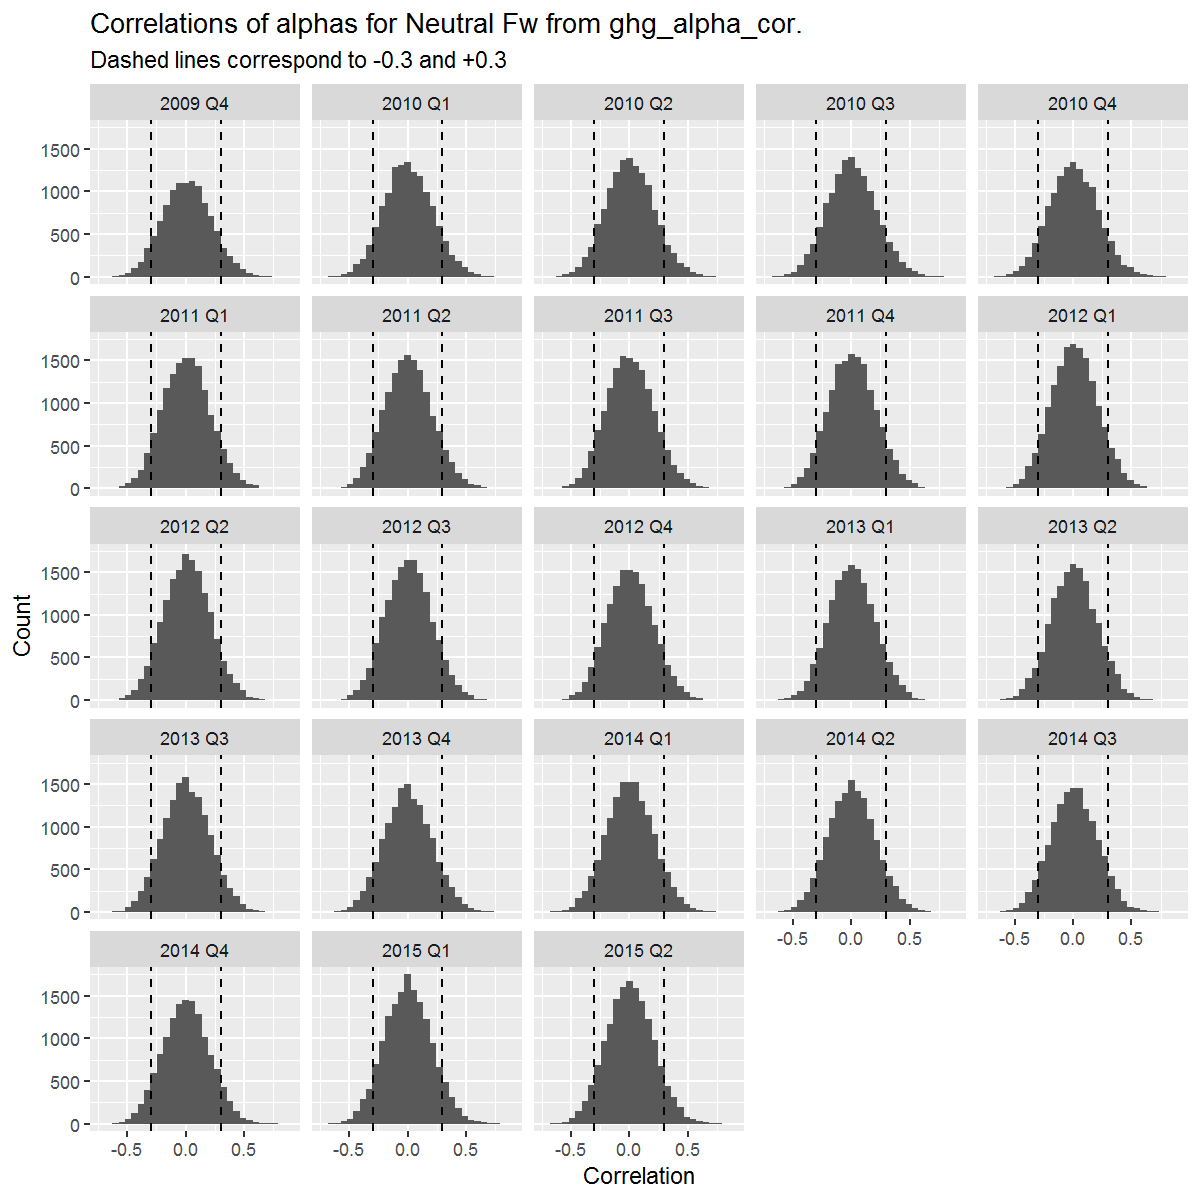 Correlations of alphas for Neutral Fw from ghg_alpha_cor.
Dashed lines correspond to -0.3 and +0.3
2009 Q4 2010 Q1 2010 Q2 2010 Q3 2010 Q4
1500
1000
500
0
2011 Q1 2011 Q2 2011 Q3 2011 Q4 2012 Q1
1500
1000
500
0
2012 Q2 2012 Q3 2012 Q4 2013 Q1 2013 Q2
1500
1000
500
0
Count
2013 Q3 2013 Q4 2014 Q1 2014 Q2 2014 Q3
1500
1000
500
0
-0.5 0.0 0.5 -0.5 0.0 0.5
2014 Q4 2015 Q1 2015 Q2
1500
1000
500
0
-0.5 0.0 0.5 -0.5 0.0 0.5 -0.5 0.0 0.5
Correlation